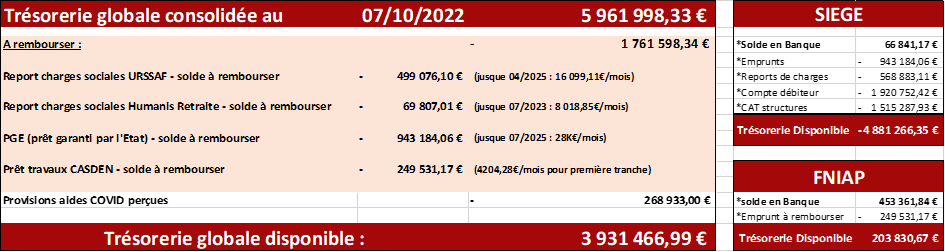 Trésorerie globale consolidée au 07/10/2022 5 961 998,33 €
A rembourser : - 1 761 598,34 €
Report charges sociales URSSAF - solde à rembourser - 499 076,10 € (jusque 04/2025 : 16 099,11€/mois)
Report charges sociales Humanis Retraite - solde à rembourser - 69 807,01 € (jusque 07/2023 : 8 018,85€/mois)
PGE (prêt garanti par l'Etat) - solde à rembourser - 943 184,06 € (jusque 07/2025 : 28K€/mois)
Prêt travaux CASDEN - solde à rembourser - 249 531,17 € (4204,28€/mois pour première tranche)
Provisions aides COVID perçues - 268 933,00 €
Trésorerie globale disponible : 3 931 466,99 €
SIEGE
*Solde en Banque 66 841,17 €
*Emprunts - 943 184,06 €
*Reports de charges - 568 883,11 €
*Compte débiteur - 1 920 752,42 €
*CAT structures - 1 515 287,93 €
Trésorerie Disponible -4 881 266,35 €
FNIAP
*solde en Banque 453 361,84 €
*Emprunt à rembourser - 249 531,17 €
Trésorerie Disponible 203 830,67 €